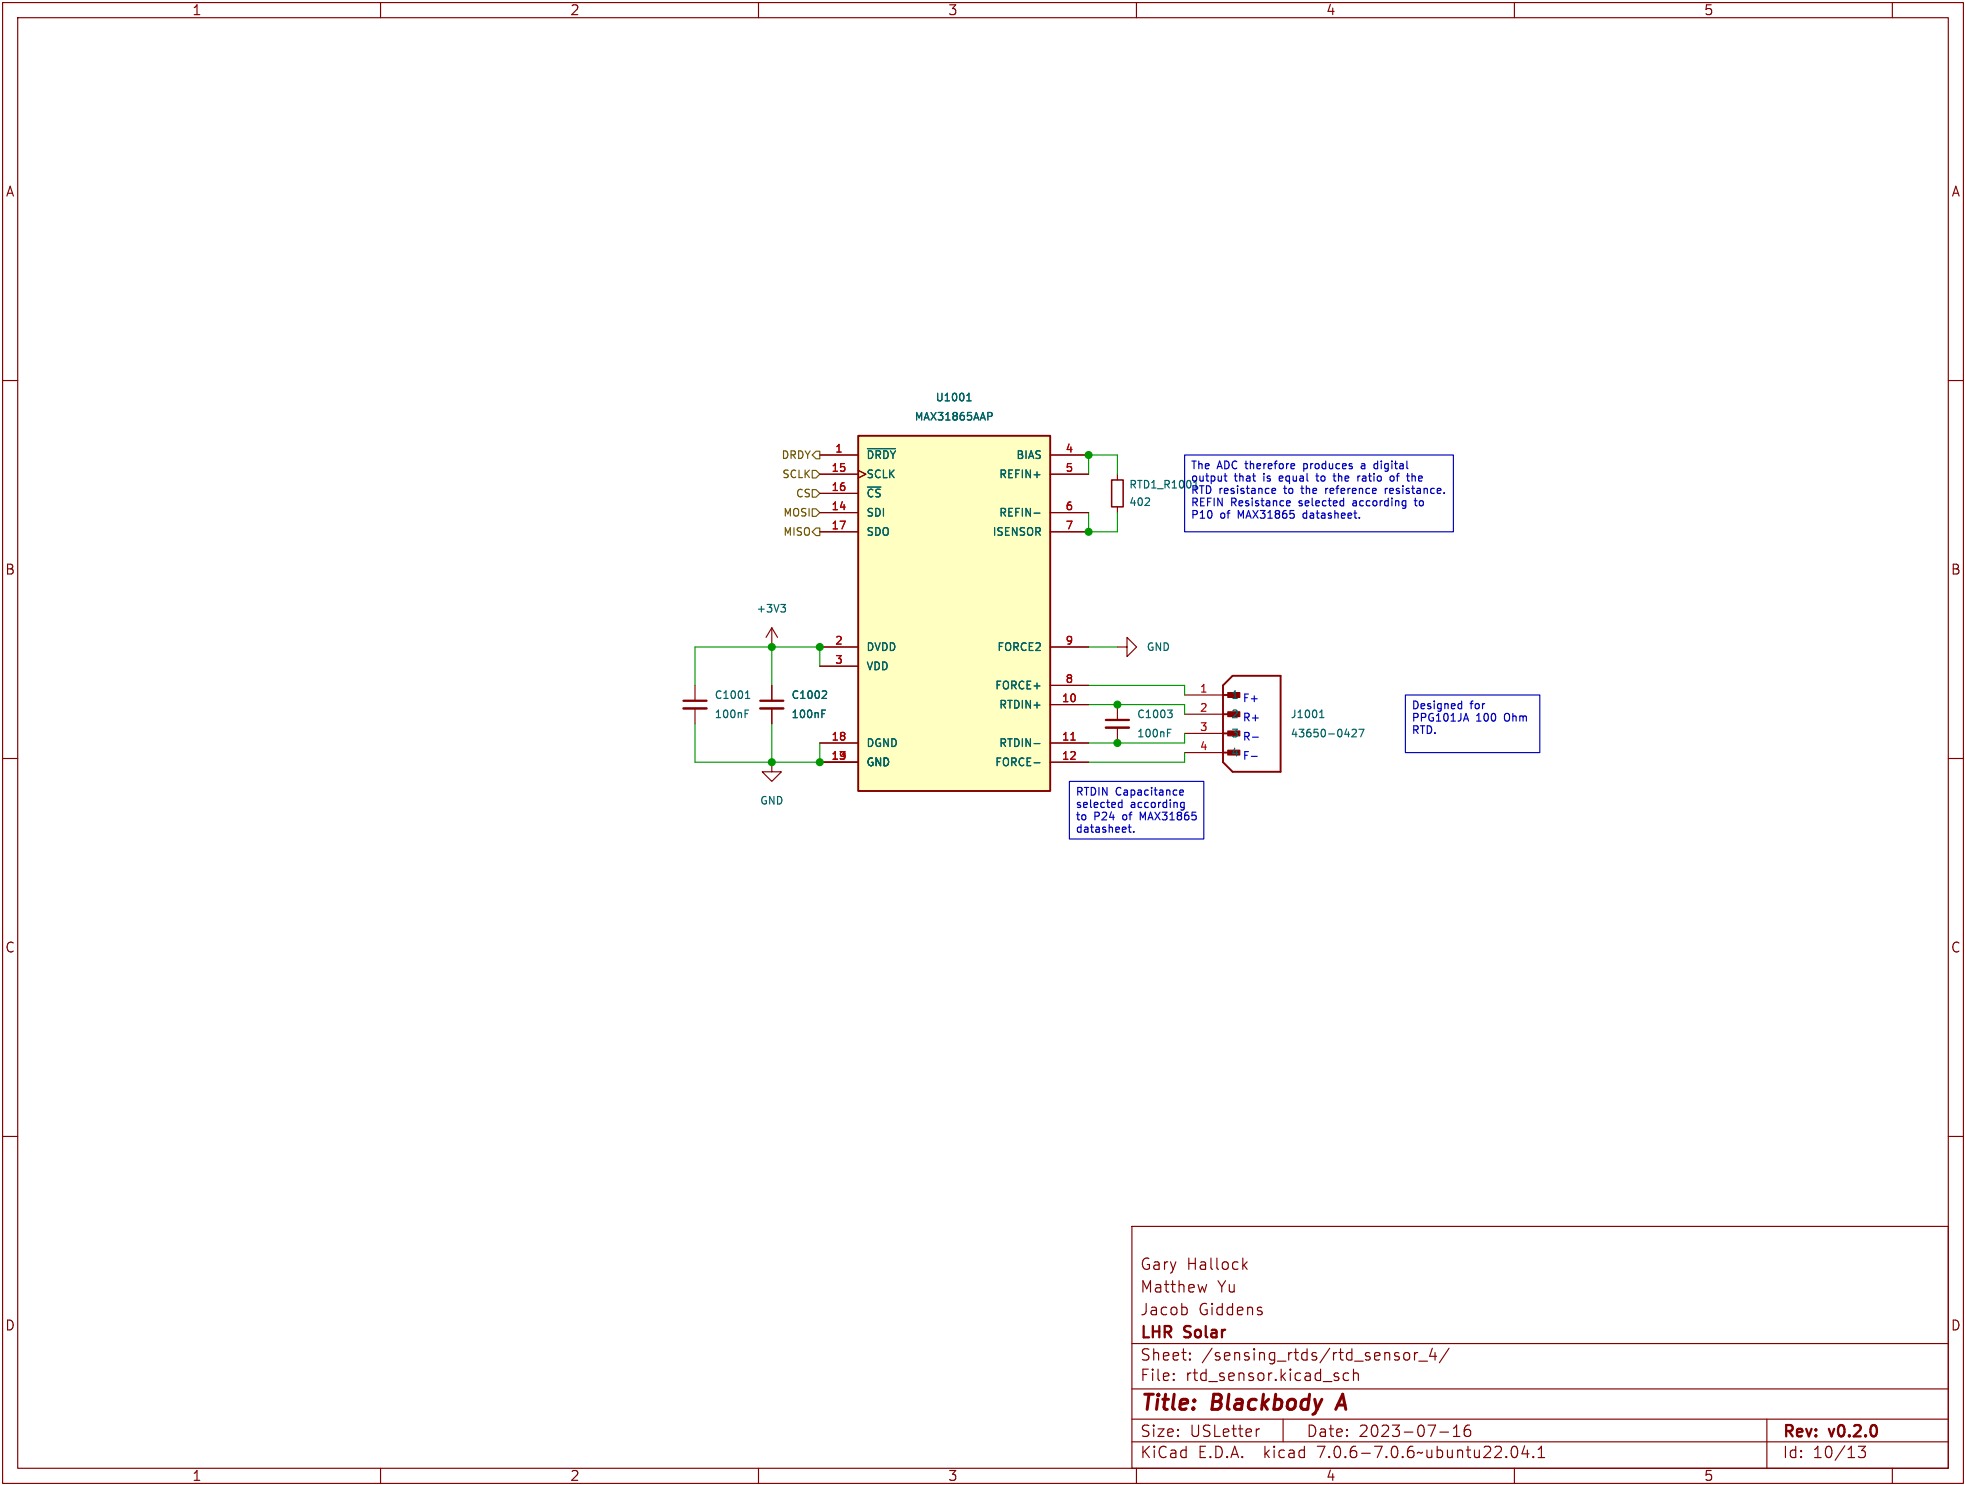 1 2 3 4 5
A A
U1001
MAX31865AAP
DRDY 1 DRDY
SCLK 15 SCLK
CS 16 CS
MOSI 14 SDI
MISO 17 SDO
BIAS 4
REFIN+ 5
REFIN- 6
ISENSOR 7
RTD1_R1001
402
The ADC therefore produces a digital
output that is equal to the ratio of the
RTD resistance to the reference resistance.
REFIN Resistance selected according to
P10 of MAX31865 datasheet.
B B
+3V3
2 DVDD
3 VDD
C1001
100nF
C1002
100nF
18 DGND
GND
GND
FORCE2 9 GND
FORCE+ 8
RTDIN+ 10
RTDIN- 11
FORCE- 12
C1003
100nF
1 F+
2 R+
3 R-
4 F-
J1001
43650-0427
Designed for
PPG101JA 100 Ohm
RTD.
RTDIN Capacitance
selected according
to P24 of MAX31865
datasheet.
C C
D D
Gary Hallock
Matthew Yu
Jacob Giddens
LHR Solar
Sheet: /sensing_rtds/rtd_sensor_4/
File: rtd_sensor.kicad_sch
Title: Blackbody A
Size: USLetter Date: 2023-07-16 Rev: v0.2.0
KiCad E.D.A. kicad 7.0.6-7.0.6~ubuntu22.04.1 Id: 10/13
1 2 3 4 5